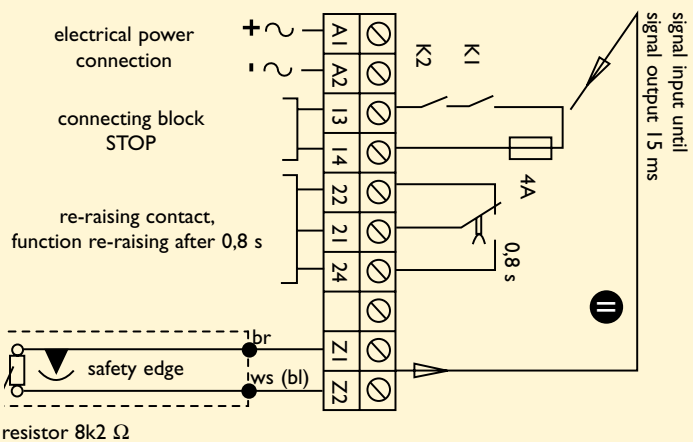 electrical power
connection
+
-
connecting block
STOP
re-raising contact,
function re-raising after 0,8 s
A1
A2
13
14
22
21
24
Z1
Z2
K2
K1
4A
0,8 s
signal input until
signal output 15 ms
II
br
ws (bl)
safety edge
resistor 8k2 Ω